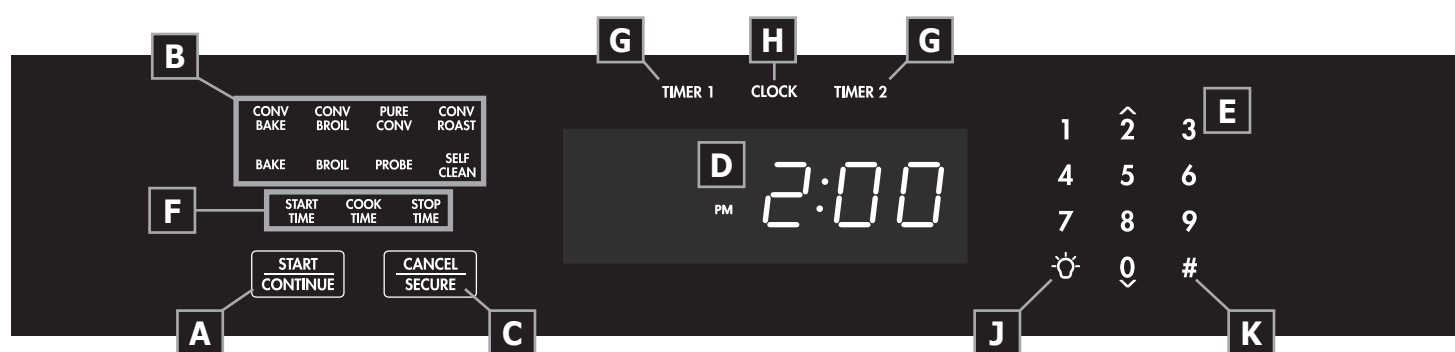 G H G
B
TIMER 1 CLOCK TIMER 2
CONV BAKE CONV BROIL PURE CONV CONV ROAST
E
1 2 3
BAKE BROIL PROBE SELF CLEAN
D
4 5 6
F
START TIME COOK TIME STOP TIME
PM 2:00
7 8 9
START CONTINUE CANCEL SECURE
0 #
A C J K